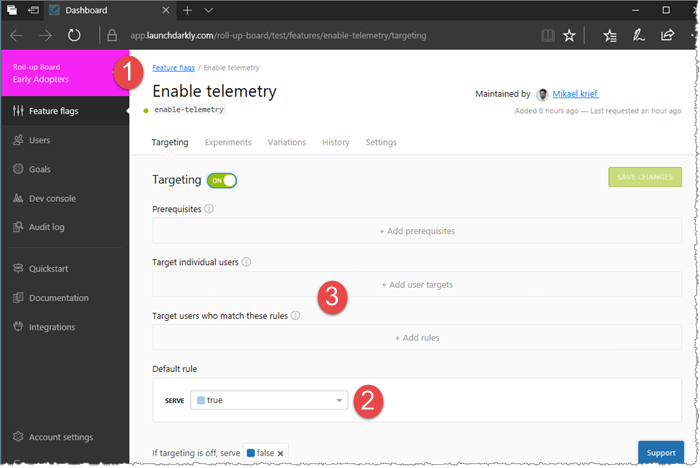 Dashboard
app.launchdarkly.com/roll-up-board/test/features/enable-telemetry/targeting
Roll-up Board
Early Adopters
1
Feature flags
Users
Goals
Dev console
Audit log
Quickstart
Documentation
Integrations
Account settings
Feature flags / Enable telemetry
Enable telemetry
enable-telemetry
Maintained by Mikael krief
Added 8 hours ago — Last requested an hour ago
Targeting Experiments Variations History Settings
Targeting ON
SAVE CHANGES
Prerequisites
+ Add prerequisites
Target individual users
+ Add user targets
3
Target users who match these rules
+ Add rules
Default rule
SERVE true
2
If targeting is off, serve false ×
Support